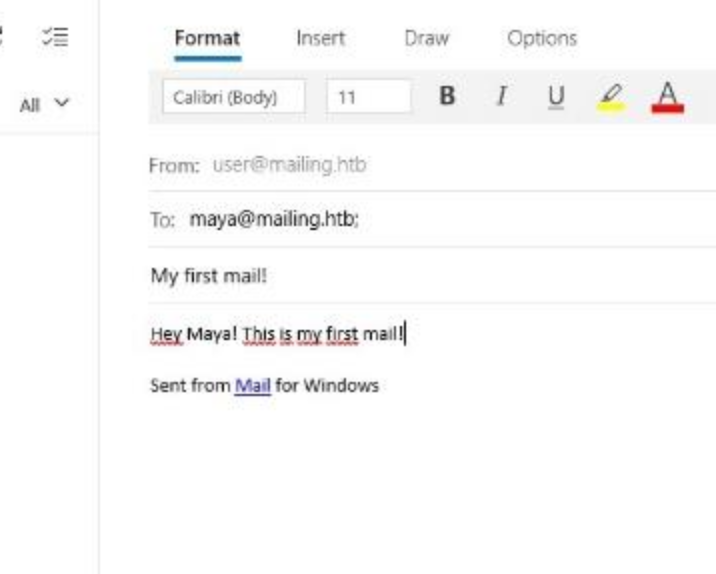 Format Insert Draw Options
All
Calibri (Body) 11 B I U A
From: user@mailing.htb
To: maya@mailing.htb;
My first mail!
Hey Maya! This is my first mail!
Sent from Mail for Windows